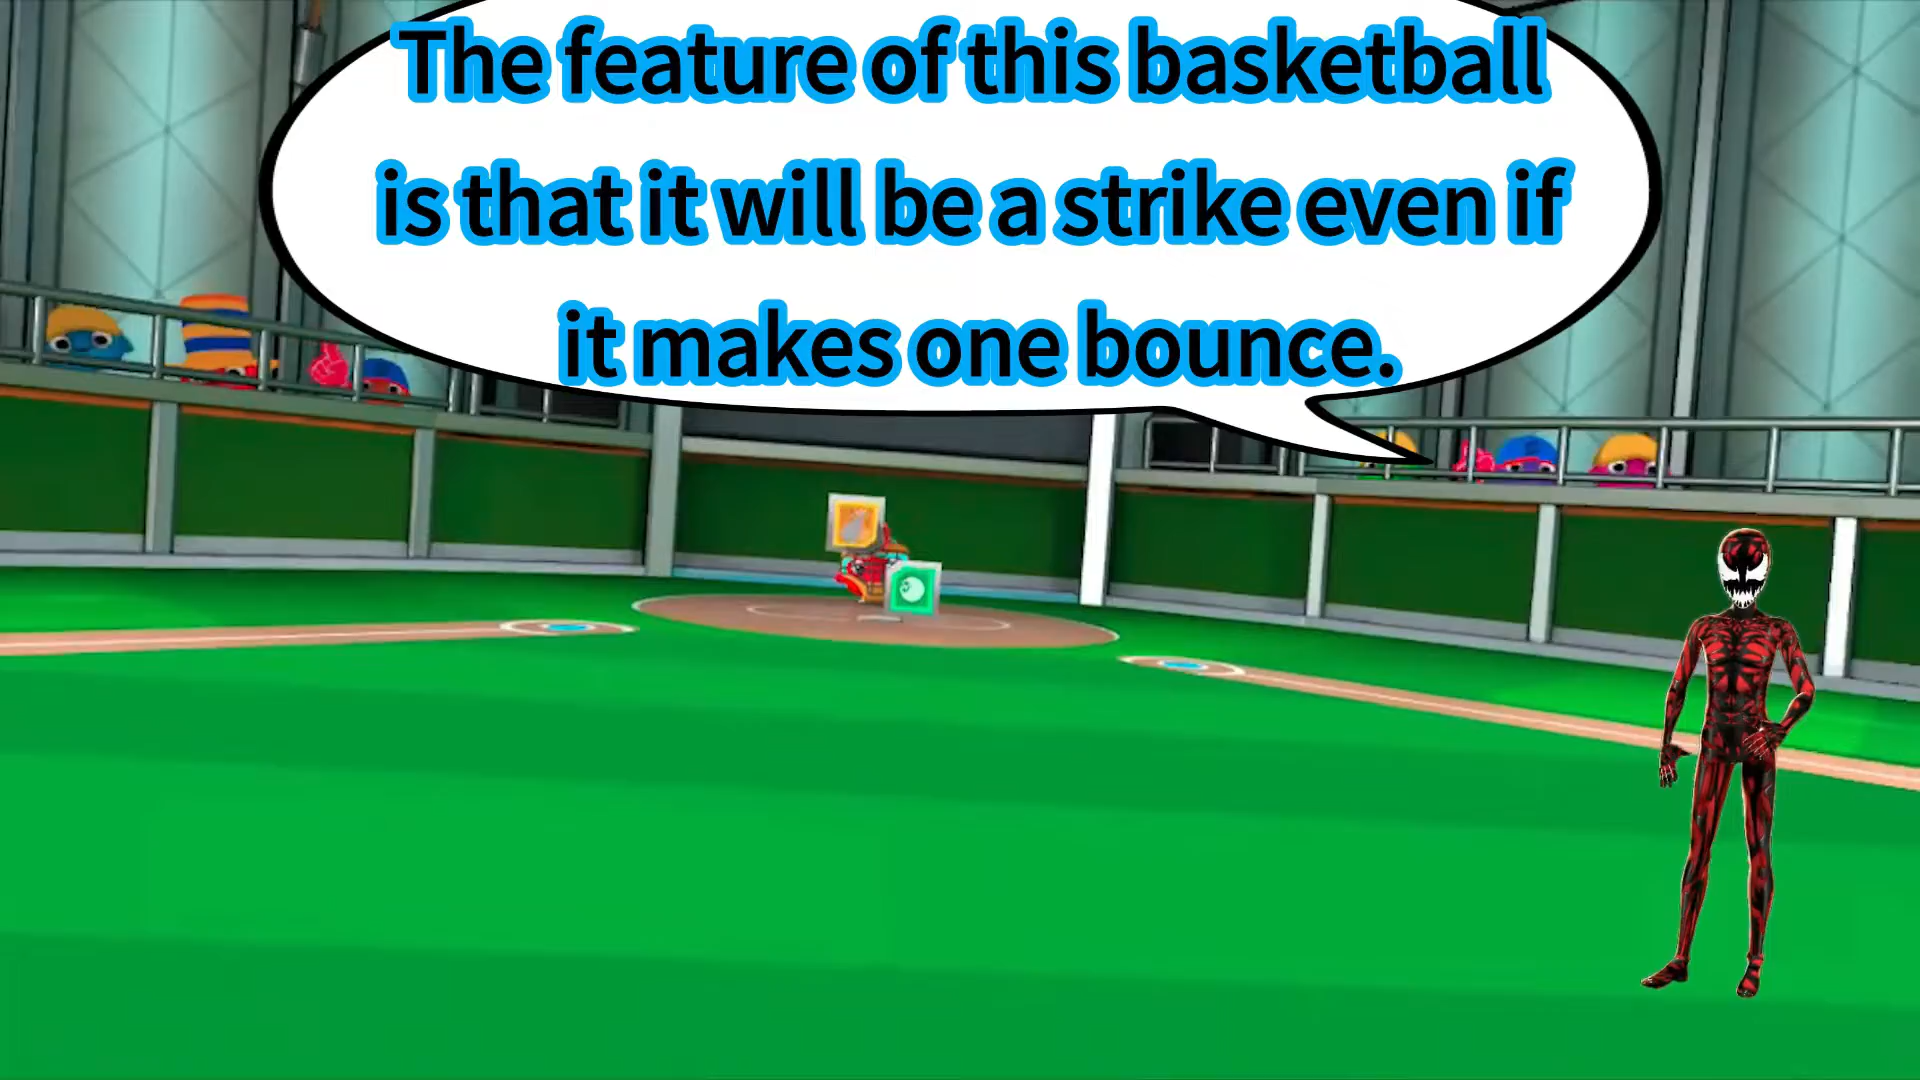 The feature of this basketball
is that it will be a strike even if
it makes one bounce.